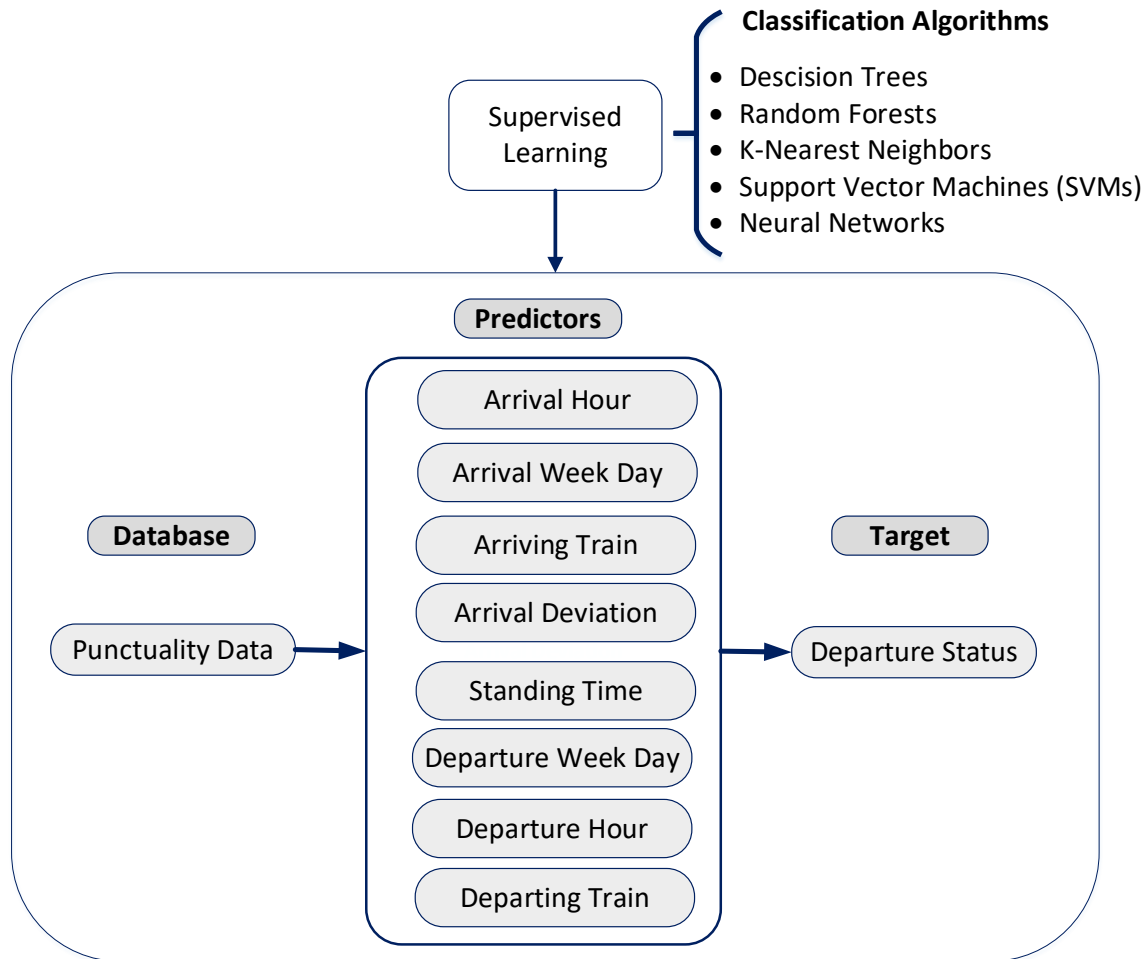 Classification Algorithms
• Descision Trees
• Random Forests
• K-Nearest Neighbors
• Support Vector Machines (SVMs)
• Neural Networks
Supervised
Learning
Predictors
Arrival Hour
Arrival Week Day
Arriving Train
Arrival Deviation
Standing Time
Departure Week Day
Departure Hour
Departing Train
Database
Punctuality Data
Target
Departure Status